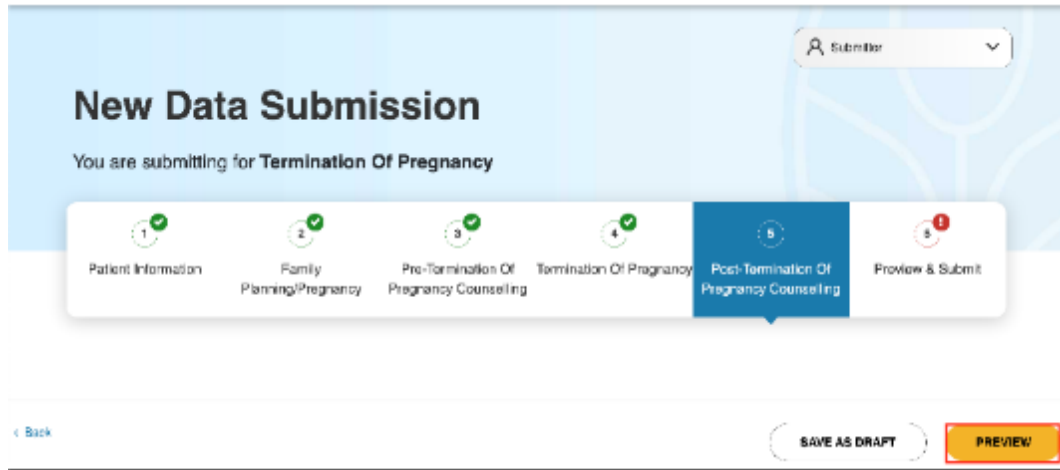 Submitter
New Data Submission
You are submitting for Termination Of Pregnancy
1
2
3
4
5
6
Patient Information
Family
Planning/Pregnancy
Pre-Termination Of
Pregnancy Counselling
Termination Of Pregnancy
Post-Termination Of
Pregnancy Counselling
Preview & Submit
< Back
SAVE AS DRAFT
PREVIEW